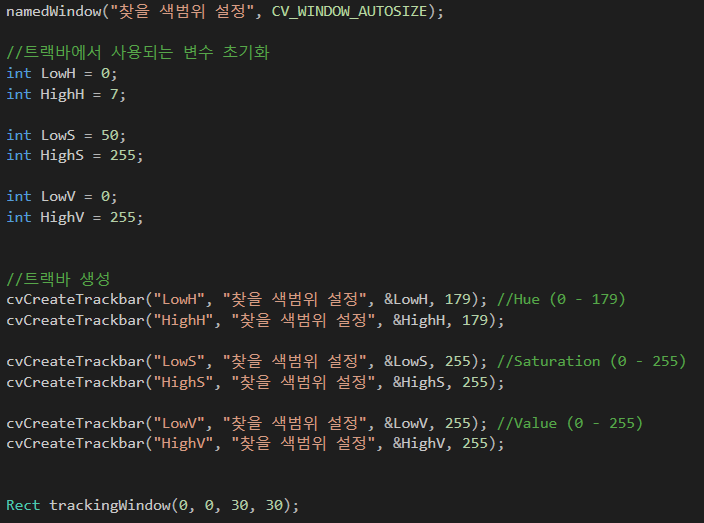 namedWindow("찾을 색범위 설정", CV_WINDOW_AUTOSIZE);
//트랙바에서 사용되는 변수 초기화
int LowH = 0;
int HighH = 7;
int LowS = 50;
int HighS = 255;
int LowV = 0;
int HighV = 255;
//트랙바 생성
cvCreateTrackbar("LowH", "찾을 색범위 설정", &LowH, 179); //Hue (0 - 179)
cvCreateTrackbar("HighH", "찾을 색범위 설정", &HighH, 179);
cvCreateTrackbar("LowS", "찾을 색범위 설정", &LowS, 255); //Saturation (0 - 255)
cvCreateTrackbar("HighS", "찾을 색범위 설정", &HighS, 255);
cvCreateTrackbar("LowV", "찾을 색범위 설정", &LowV, 255); //Value (0 - 255)
cvCreateTrackbar("HighV", "찾을 색범위 설정", &HighV, 255);
Rect trackingWindow(0, 0, 30, 30);